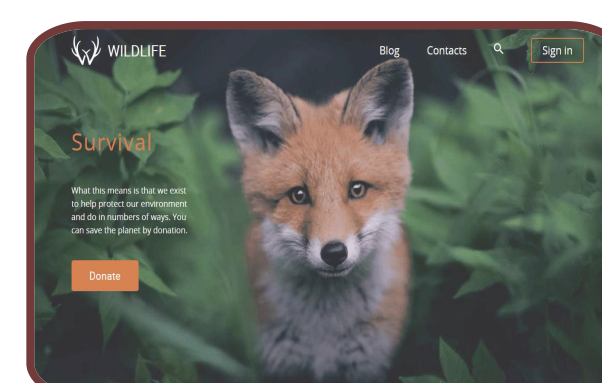 WILDLIFE
Blog
Contacts
Sign in
Survival
What this means is that we exist
to help protect our environment
and do in numbers of ways. You
can save the planet by donation.
Donate